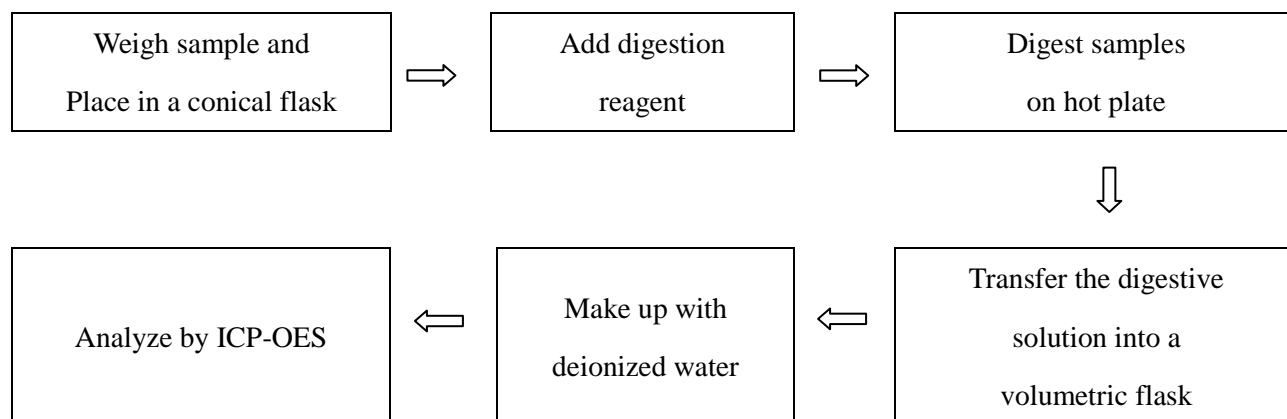 Weigh sample and
Place in a conical flask
Add digestion
reagent
Digest samples
on hot plate
Transfer the digestive
solution into a
volumetric flask
Make up with
deionized water
Analyze by ICP-OES